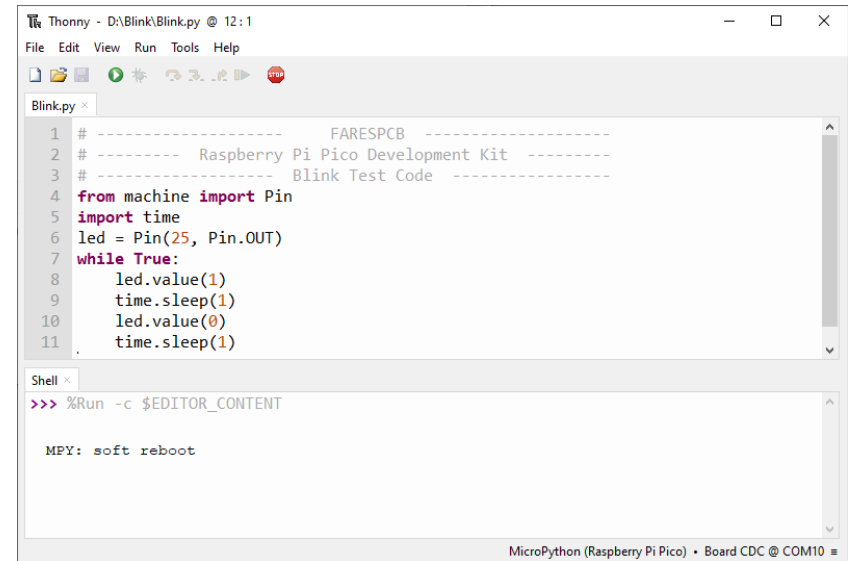 Thonny - D:\Blink\Blink.py @ 12:1
File Edit View Run Tools Help
STOP
Blink.py ×
1 # -------------------- FARESPCB --------------------
2 # --------- Raspberry Pi Pico Development Kit ---------
3 # ------------------- Blink Test Code -----------------
4 from machine import Pin
5 import time
6 led = Pin(25, Pin.OUT)
7 while True:
8     led.value(1)
9     time.sleep(1)
10     led.value(0)
11     time.sleep(1)
Shell ×
>>> %Run -c $EDITOR_CONTENT
MPY: soft reboot
MicroPython (Raspberry Pi Pico) • Board CDC @ COM10 ≡